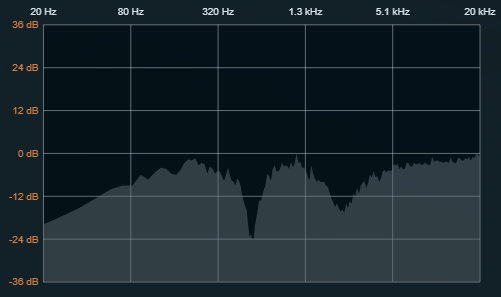 20 Hz 80 Hz 320 Hz 1.3 kHz 5.1 kHz 20 kHz
36 dB
24 dB
12 dB
0 dB
-12 dB
-24 dB
-36 dB